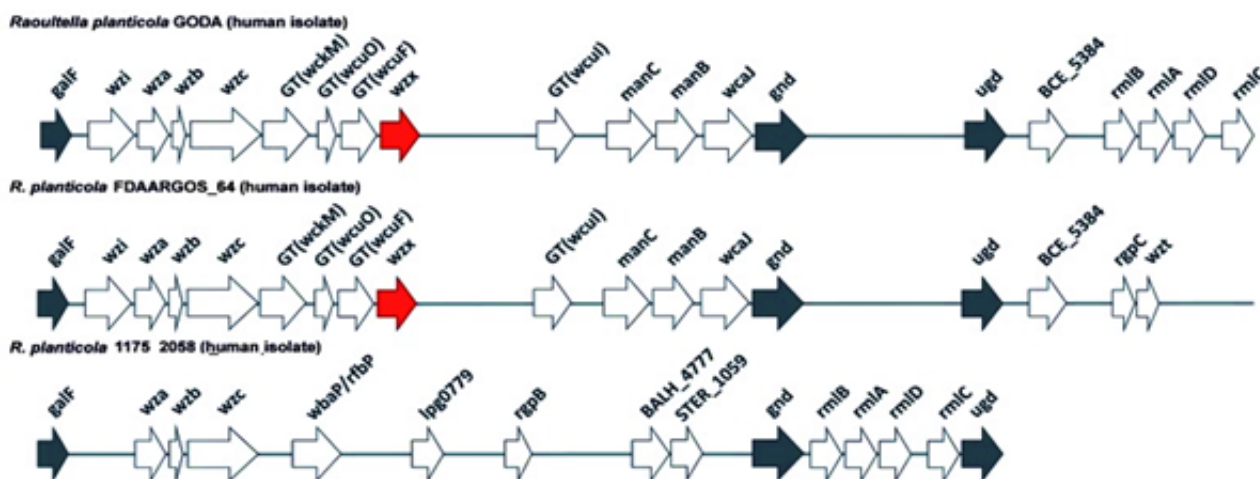 Raoultella planticola GODA (human isolate)
galF wzi wza wzb wzc GT(wckM) GT(wcuO) GT(wcuF) wzx GT(wcuI) manC manB wcaJ gnd ugd BCE_5384 rmlB rmlA rmlD rmlC
R. planticola FDAARGOS_64 (human isolate)
galF wzi wza wzb wzc GT(wckM) GT(wcuO) GT(wcuF) wzx GT(wcuI) manC manB wcaJ gnd ugd BCE_5384 rgpC wzt
R. planticola 1175_2058 (human isolate)
galF wza wzb wzc wbaP/rfbP lpg0779 rgpB BALH_4777 STER_1059 gnd rmlB rmlA rmlD rmlC ugd